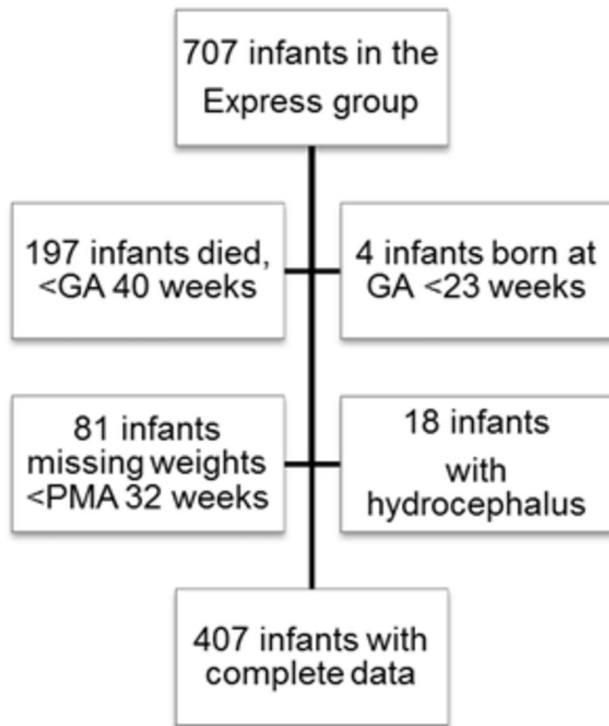 707 infants in the
Express group
197 infants died,
<GA 40 weeks
4 infants born at
GA <23 weeks
81 infants
missing weights
<PMA 32 weeks
18 infants
with
hydrocephalus
407 infants with
complete data